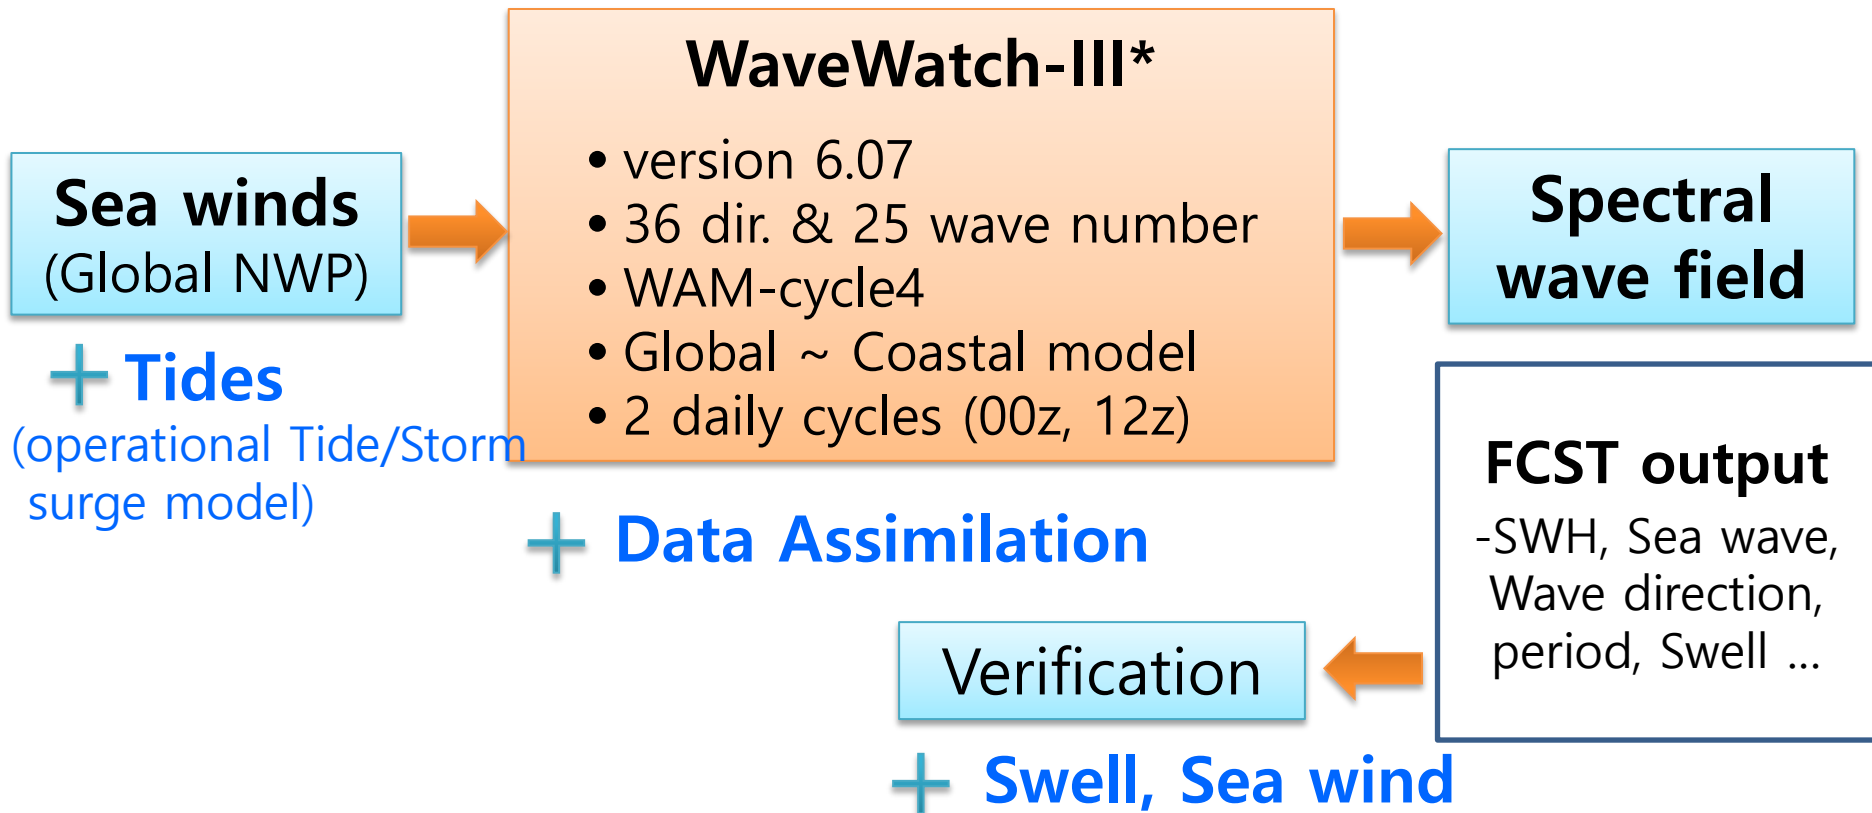 Sea winds
(Global NWP)
+ Tides
(operational Tide/Storm
surge model)
WaveWatch-III*
• version 6.07
• 36 dir. & 25 wave number
• WAM-cycle4
• Global ~ Coastal model
• 2 daily cycles (00z, 12z)
+ Data Assimilation
Spectral
wave field
FCST output
-SWH, Sea wave,
Wave direction,
period, Swell ...
Verification
+ Swell, Sea wind